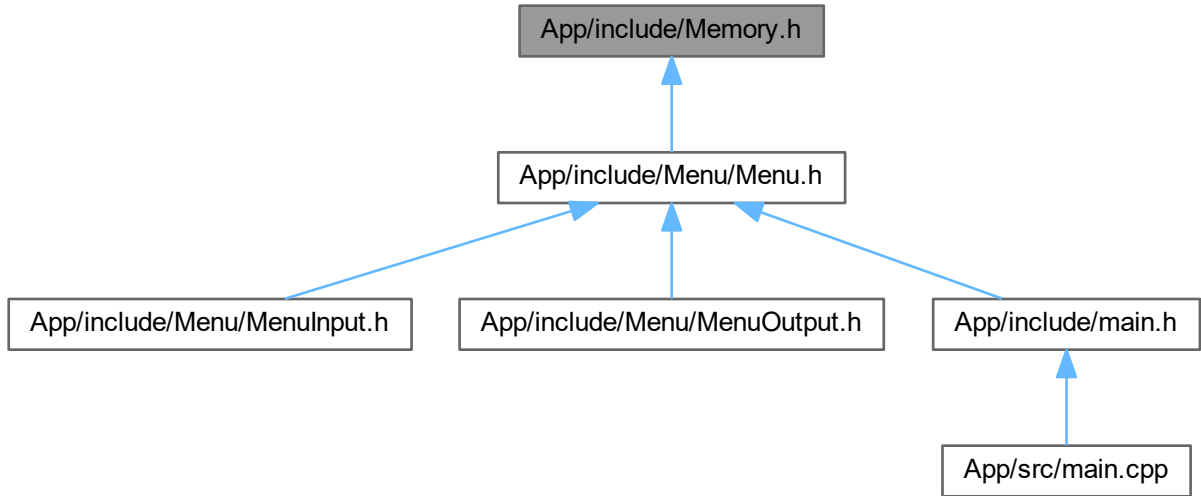 App/include/Memory.h
App/include/Menu/Menu.h
App/include/Menu/MenuInput.h
App/include/Menu/MenuOutput.h
App/include/main.h
App/src/main.cpp